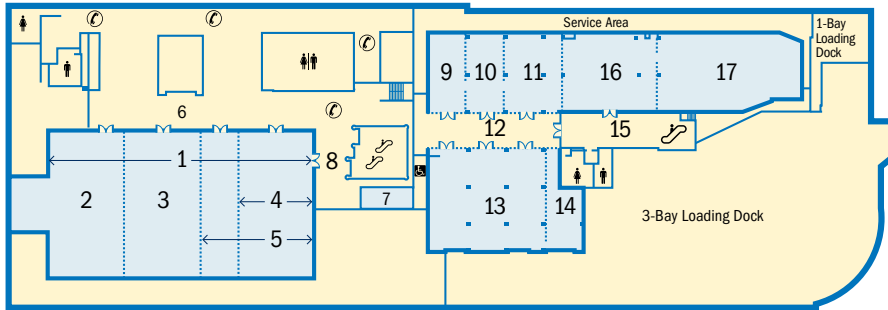 Service Area
1-Bay
Loading
Dock
9 10 11 16 17
6
12 15
1 8
2 3 4 7 13 14
5
3-Bay Loading Dock